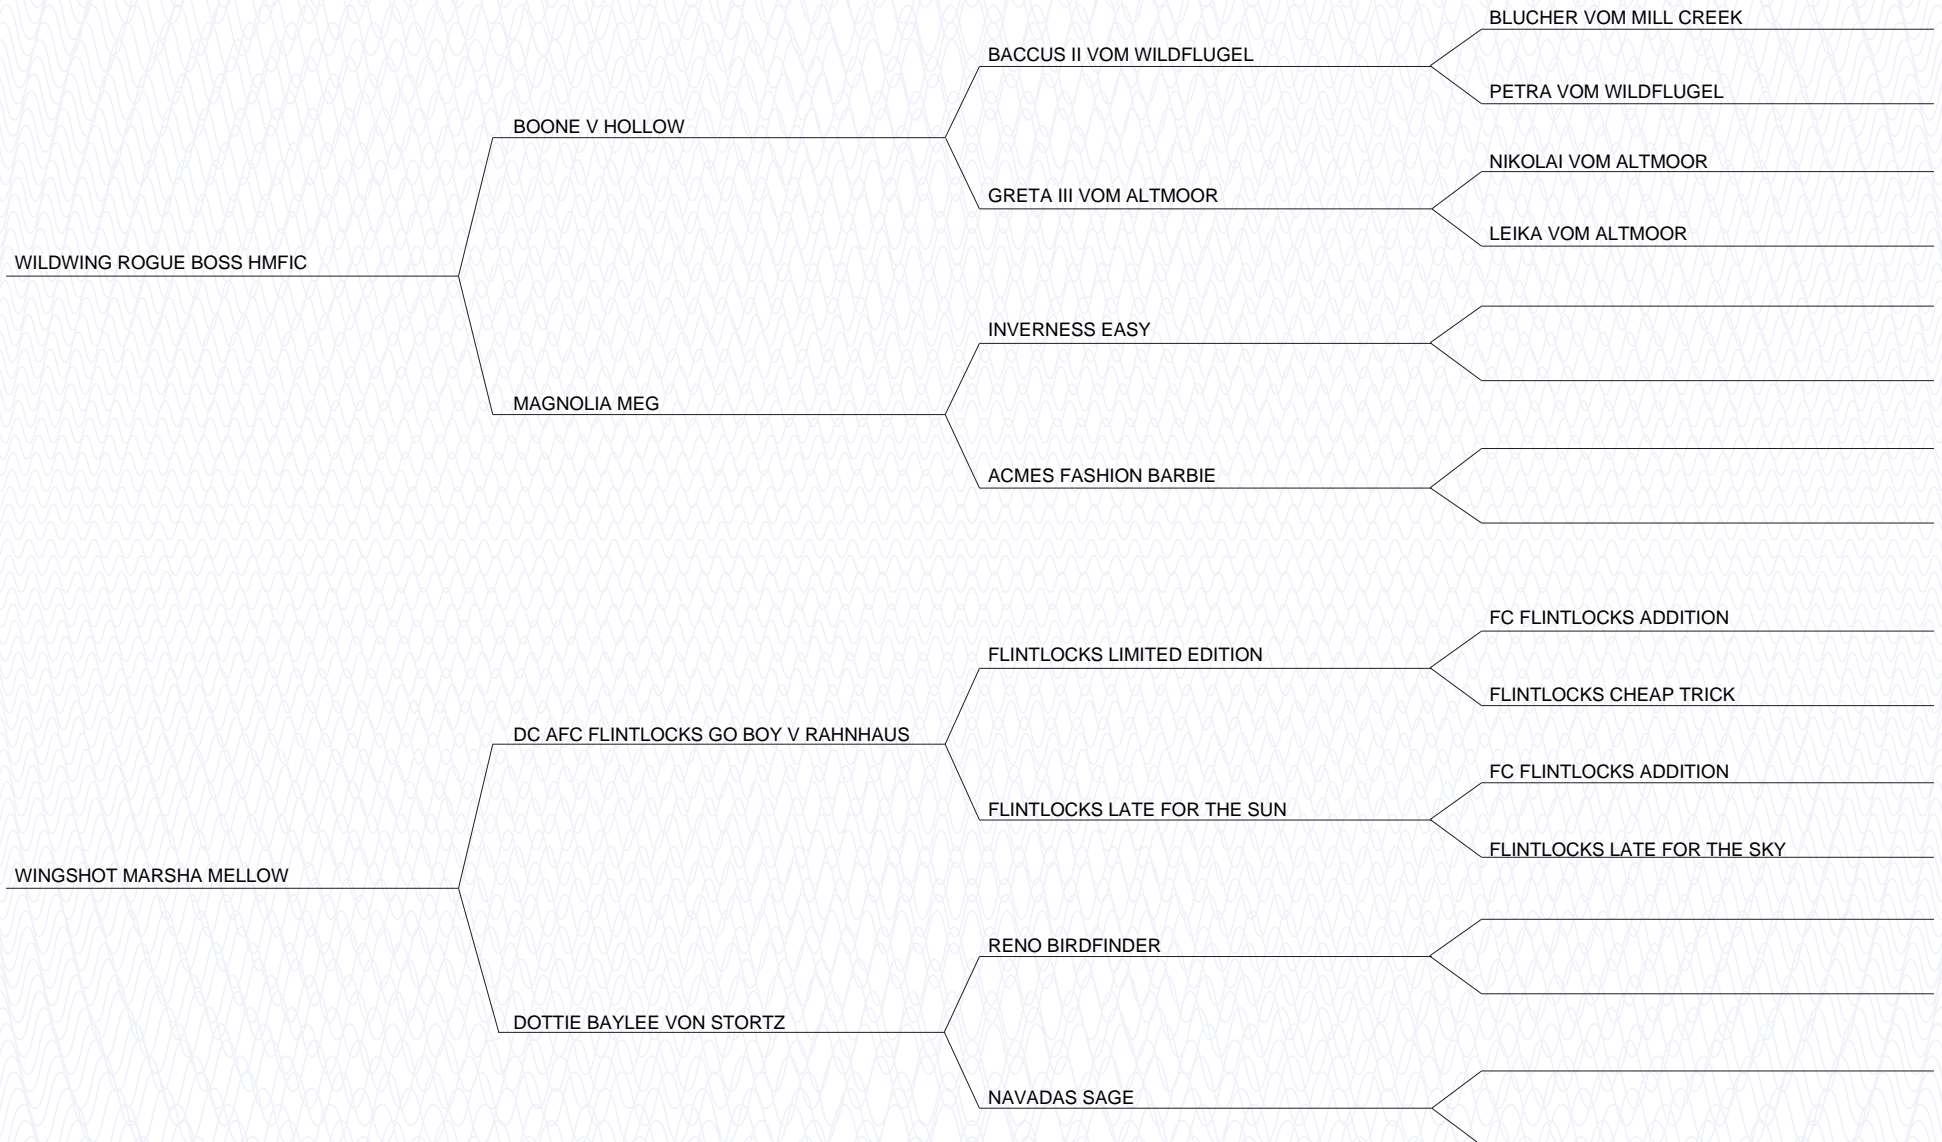 BLUCHER VOM MILL CREEK
BACCUS II VOM WILDFLUGEL
PETRA VOM WILDFLUGEL
BOONE V HOLLOW
NIKOLAI VOM ALTMOOR
GRETA III VOM ALTMOOR
LEIKA VOM ALTMOOR
WILDWING ROGUE BOSS HMFIC
INVERNESS EASY
MAGNOLIA MEG
ACMES FASHION BARBIE
FC FLINTLOCKS ADDITION
FLINTLOCKS LIMITED EDITION
FLINTLOCKS CHEAP TRICK
DC AFC FLINTLOCKS GO BOY V RAHNHAUS
FC FLINTLOCKS ADDITION
FLINTLOCKS LATE FOR THE SUN
FLINTLOCKS LATE FOR THE SKY
WINGSHOT MARSHA MELLOW
RENO BIRDFINDER
DOTTIE BAYLEE VON STORTZ
NAVADAS SAGE